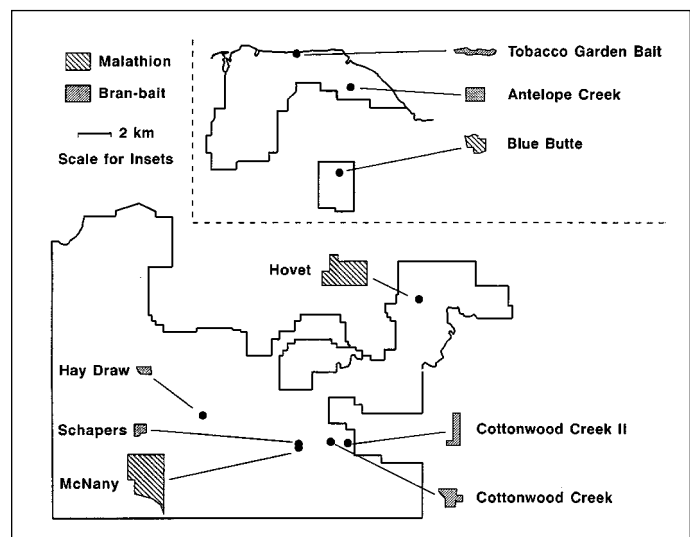 Malathion
Bran-bait
2 km
Scale for Insets
Tobacco Garden Bait
Antelope Creek
Blue Butte
Hovet
Hay Draw
Schapers
McNany
Cottonwood Creek II
Cottonwood Creek